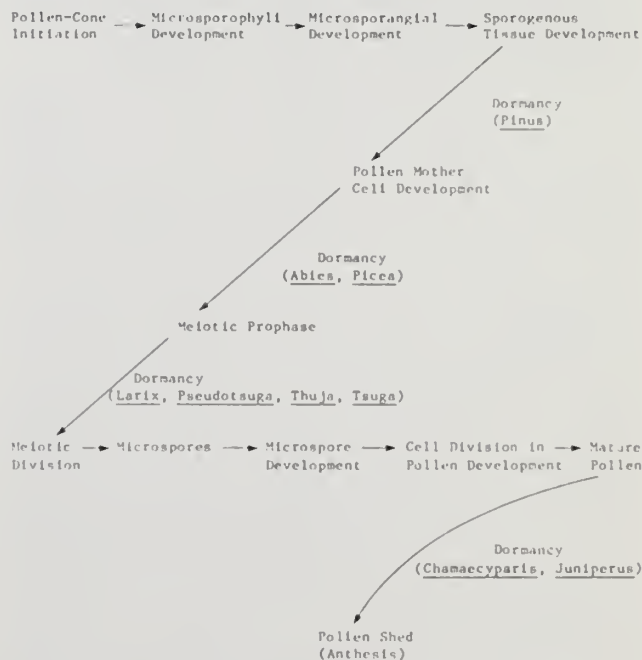 Pollen-Cone Microsporophyll Microsporangial Sporogenous
Initiation Development Development Tissue Development
Dormancy
(Pinus)
Pollen Mother
Cell Development
Dormancy
(Abies, Picea)
Meiotic Prophase
Dormancy
(Larix, Pseudotsuga, Thuja, Tsuga)
Meiotic Microspores Microspore Cell Division in Mature
Division Development Pollen Development Pollen
Dormancy
(Chamaecyparis, Juniperus)
Pollen Shed
(Anthesis)